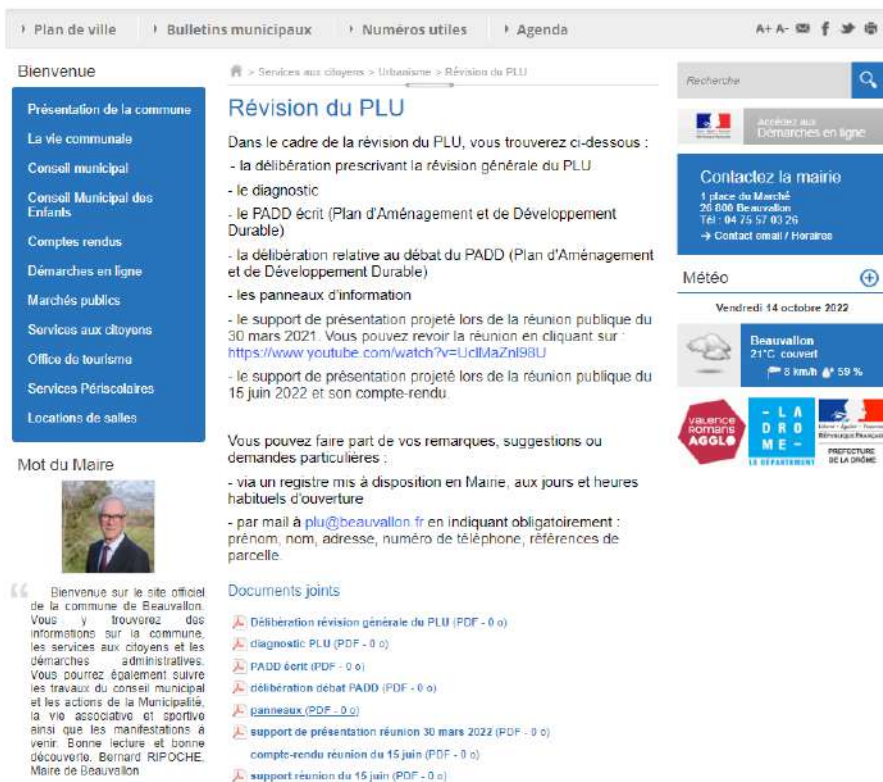 Plan de ville
Bulletins municipaux
Numéros utiles
Agenda
A+ A-
Bienvenue
Présentation de la commune
La vie communale
Conseil municipal
Conseil Municipal des
Enfants
Comptes rendus
Démarches en ligne
Marchés publics
Services aux citoyens
Office de tourisme
Services Périscolaires
Locations de salles
Mot du Maire
Bienvenue sur le site officiel
de la commune de Beauvallon.
Vous y trouverez des
informations sur la commune,
les services aux citoyens et les
démarches administratives.
Vous pourrez également suivre
les travaux du conseil municipal
et les actions de la Municipalité,
la vie associative et sportive
ainsi que les manifestations à
venir. Bonne lecture et bonne
découverte. Bernard RIPOCHE,
Maire de Beauvallon
> Services aux citoyens > Urbanisme > Révision du PLU
Révision du PLU
Dans le cadre de la révision du PLU, vous trouverez ci-dessous :
- la délibération prescrivant la révision générale du PLU
- le diagnostic
- le PADD écrit (Plan d'Aménagement et de Développement
Durable)
- la délibération relative au débat du PADD (Plan d'Aménagement
et de Développement Durable)
- les panneaux d'information
- le support de présentation projeté lors de la réunion publique du
30 mars 2021. Vous pouvez revoir la réunion en cliquant sur :
https://www.youtube.com/watch?v=UclMaZnI98U
- le support de présentation projeté lors de la réunion publique du
15 juin 2022 et son compte-rendu.
Vous pouvez faire part de vos remarques, suggestions ou
demandes particulières :
- via un registre mis à disposition en Mairie, aux jours et heures
habituels d'ouverture
- par mail à plu@beauvallon.fr en indiquant obligatoirement :
prénom, nom, adresse, numéro de téléphone, références de
parcelle.
Documents joints
Délibération révision générale du PLU (PDF - 0 o)
diagnostic PLU (PDF - 0 o)
PADD écrit (PDF - 0 o)
délibération débat PADD (PDF - 0 o)
panneaux (PDF - 0 o)
support de présentation réunion 30 mars 2022 (PDF - 0 o)
compte-rendu réunion du 15 juin (PDF - 0 o)
support réunion du 15 juin (PDF - 0 o)
Recherche
Accédez aux
Démarches en ligne
Contactez la mairie
1 place du Marché
26 800 Beauvallon
Tél : 04 75 57 03 26
→ Contact email / Horaires
Météo
Vendredi 14 octobre 2022
Beauvallon
21°C couvert
8 km/h 59 %
valence
Romans
AGGLO
- LA
DRO
ME -
LE DÉPARTEMENT
République Française
PREFECTURE
DE LA DRÔME